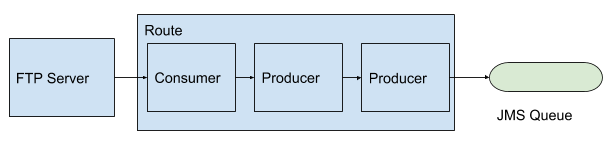 Route
FTP Server
Consumer
Producer
Producer
JMS Queue